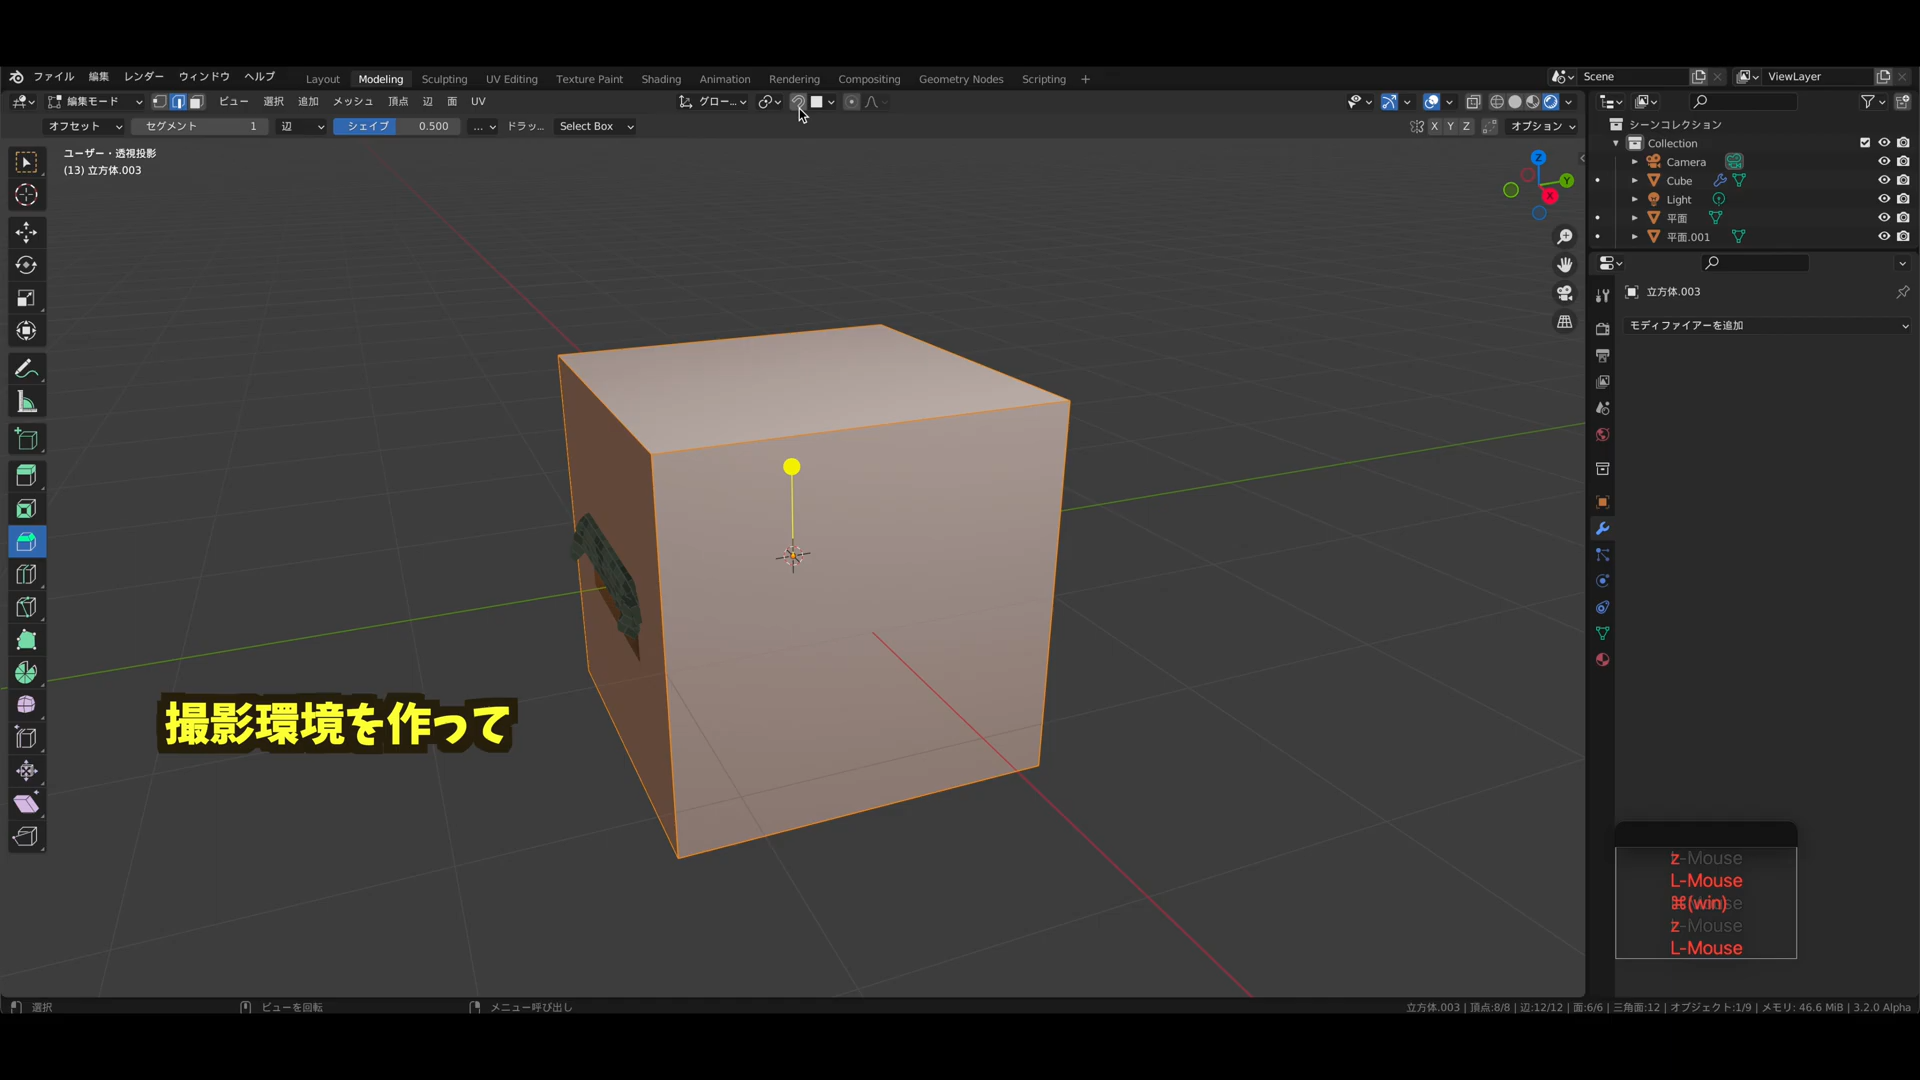 ファイル 編集 レンダー ウィンドウ ヘルプ Layout Modeling Sculpting UV Editing Texture Paint Shading Animation Rendering Compositing Geometry Nodes Scripting + Scene ViewLayer
編集モード ビュー 選択 追加 メッシュ 頂点 辺 面 UV グロー...
オフセット セグメント 1 辺 シェイプ 0.500 ... ドラッ... Select Box X Y Z オプション
ユーザー・透視投影
(13) 立方体.003
Z
Y
X
シーンコレクション
Collection
Camera
Cube
Light
平面
平面.001
立方体.003
モディファイアーを追加
撮影環境を作って
z-Mouse
L-Mouse
⌘(win)
z-Mouse
L-Mouse
選択 ビューを回転 メニュー呼び出し 立方体.003 | 頂点:8/8 | 辺:12/12 | 面:6/6 | 三角面:12 | オブジェクト:1/9 | メモリ: 46.6 MiB | 3.2.0 Alpha